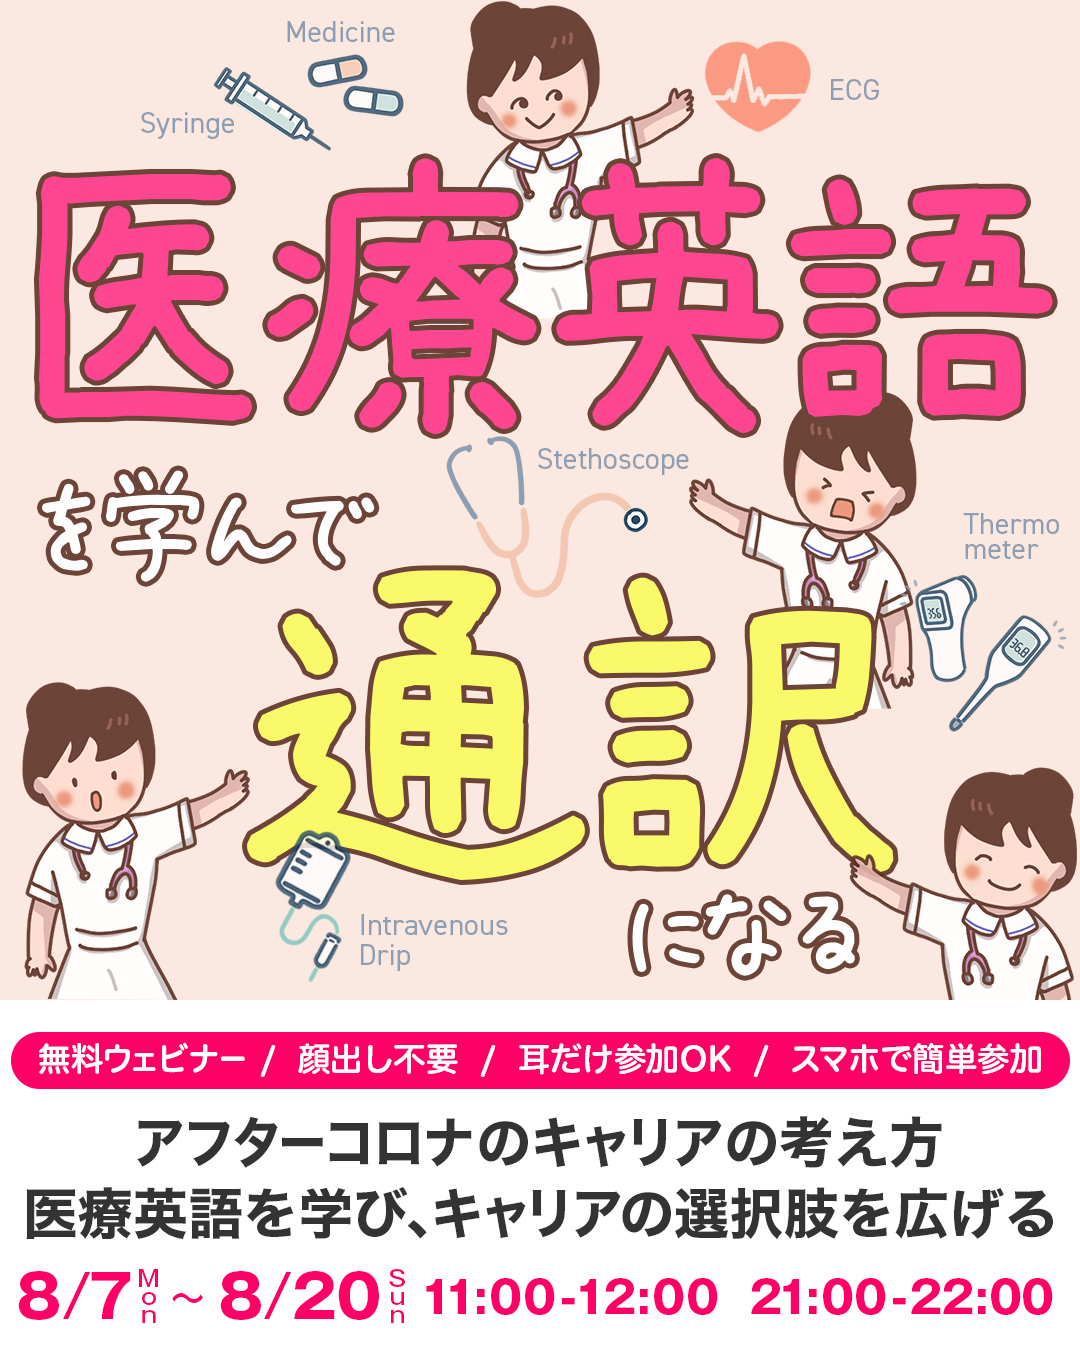 Medicine
Syringe
ECG
医療英語
Stethoscope
を学んで
Thermo
meter
356
36.8
通訳
Intravenous
Drip
になる
無料ウェビナー / 顔出し不要 / 耳だけ参加OK / スマホで簡単参加
アフターコロナのキャリアの考え方
医療英語を学び、キャリアの選択肢を広げる
8/7 Mon ～ 8/20 Sun 11:00-12:00 21:00-22:00